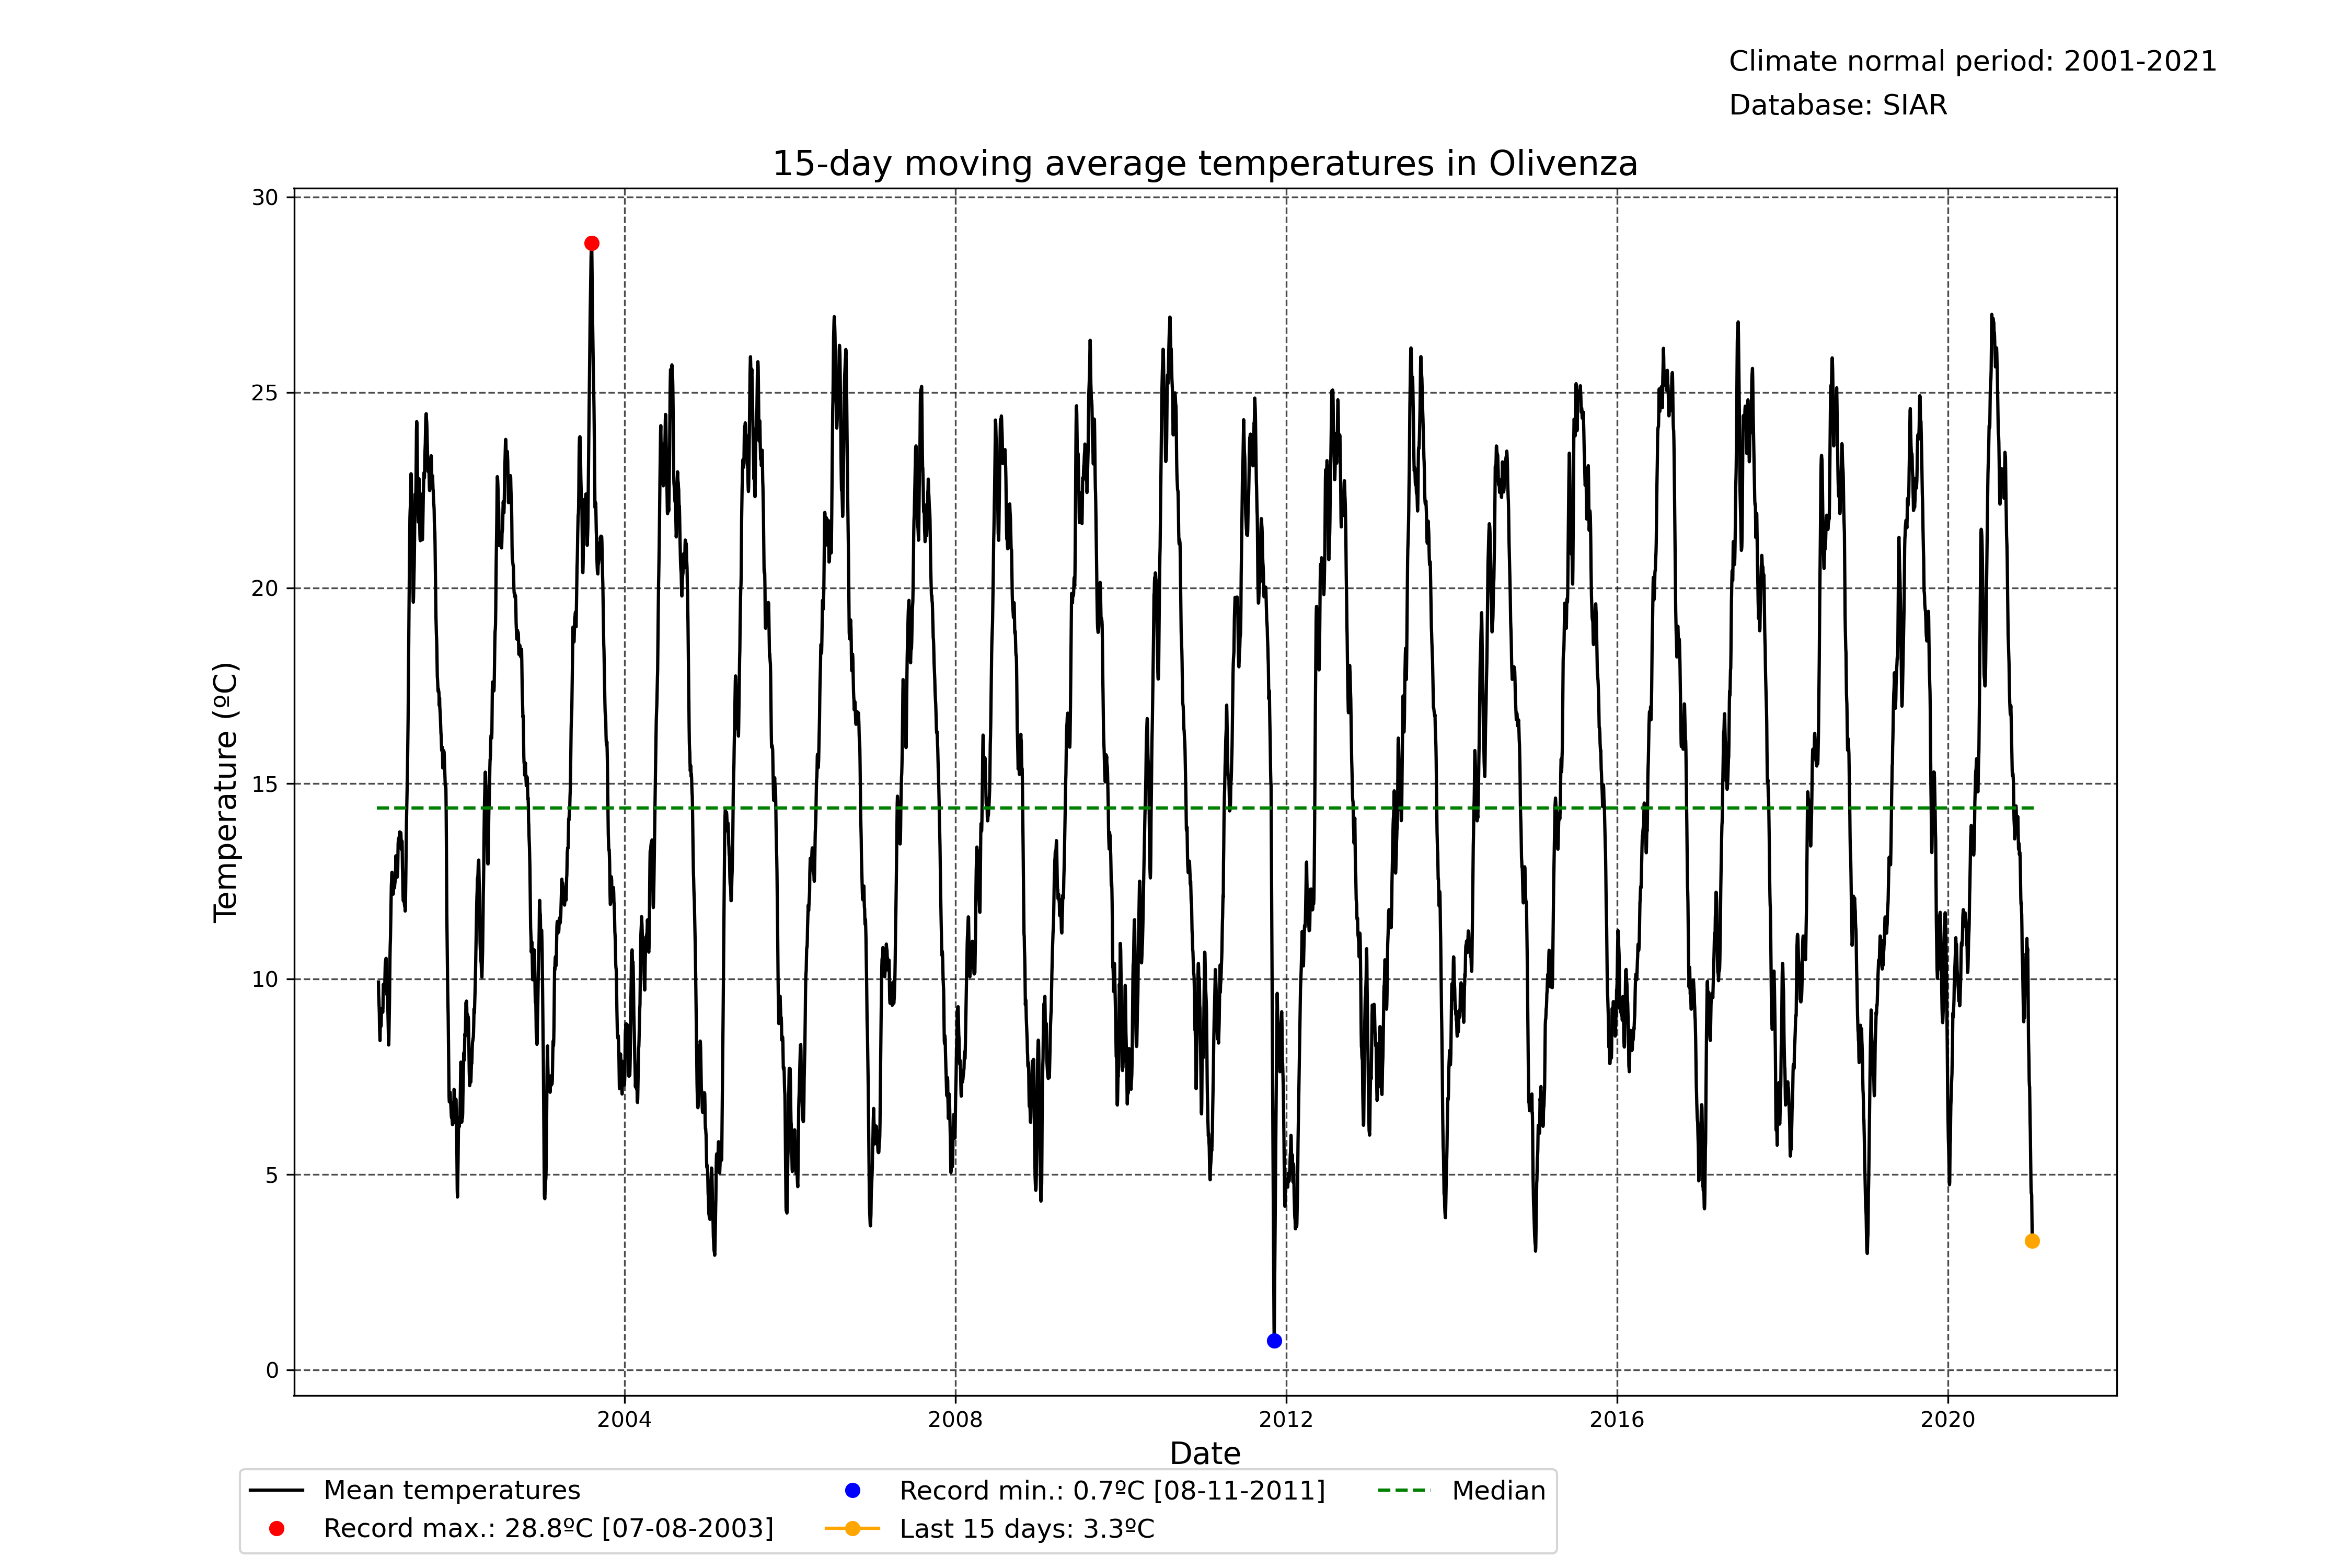 Climate normal period: 2001-2021
Database: SIAR
15-day moving average temperatures in Olivenza
30
25
20
15
10
5
0
Temperature (ºC)
2004 2008 2012 2016 2020
Date
Mean temperatures
Record max.: 28.8ºC [07-08-2003]
Record min.: 0.7ºC [08-11-2011]
Last 15 days: 3.3ºC
Median